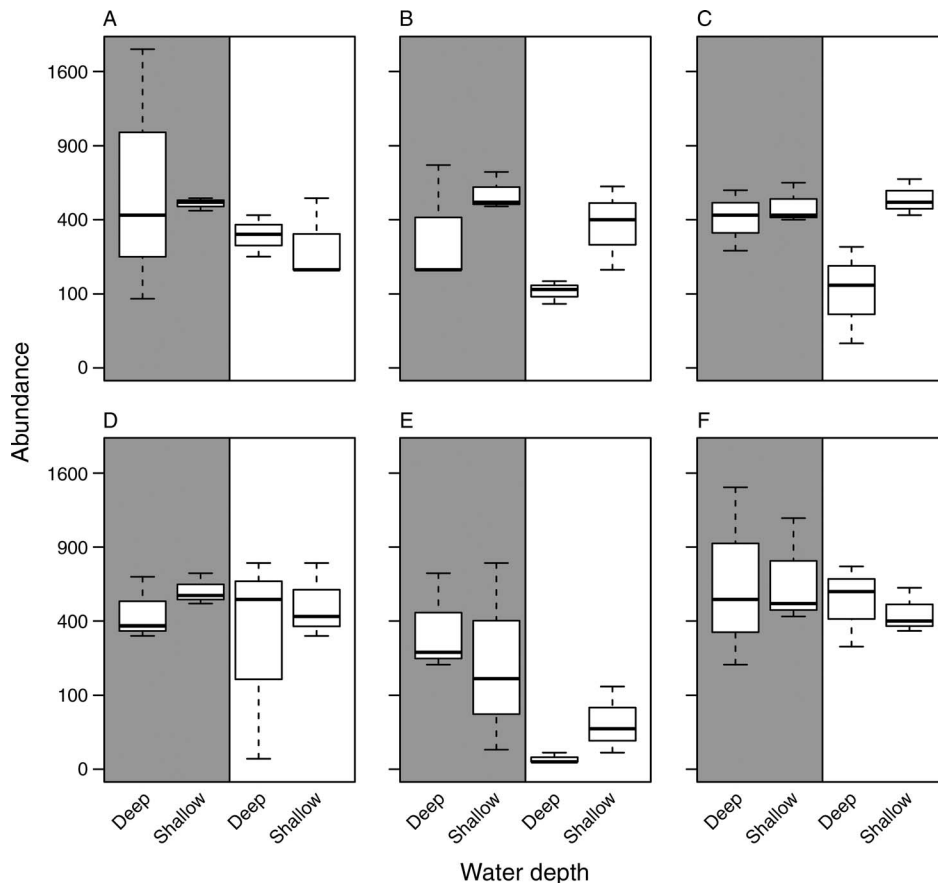 A B C
1600
900
400
100
0
Abundance
D E F
1600
900
400
100
0
Deep Shallow Deep Shallow Deep Shallow Deep Shallow Deep Shallow Deep Shallow
Water depth